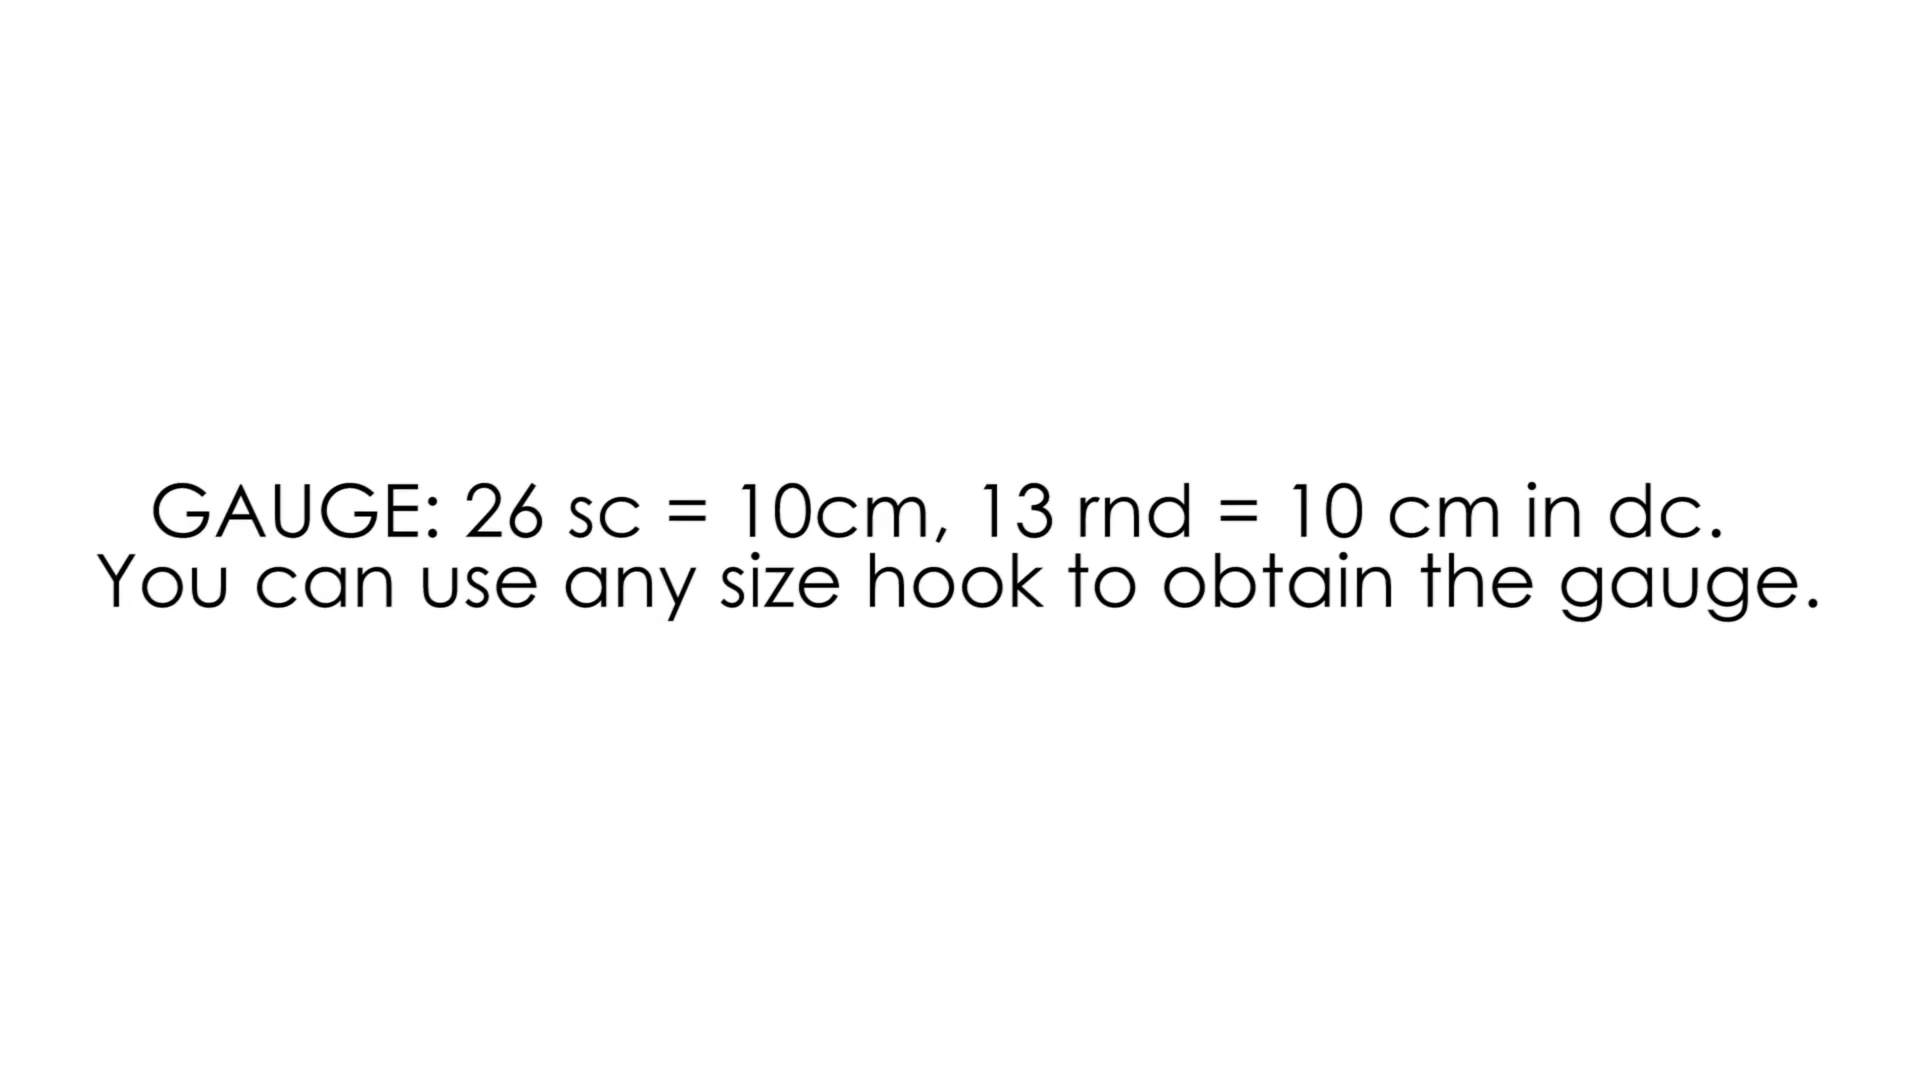 GAUGE: 26 sc = 10cm, 13 rnd = 10 cm in dc.
You can use any size hook to obtain the gauge.